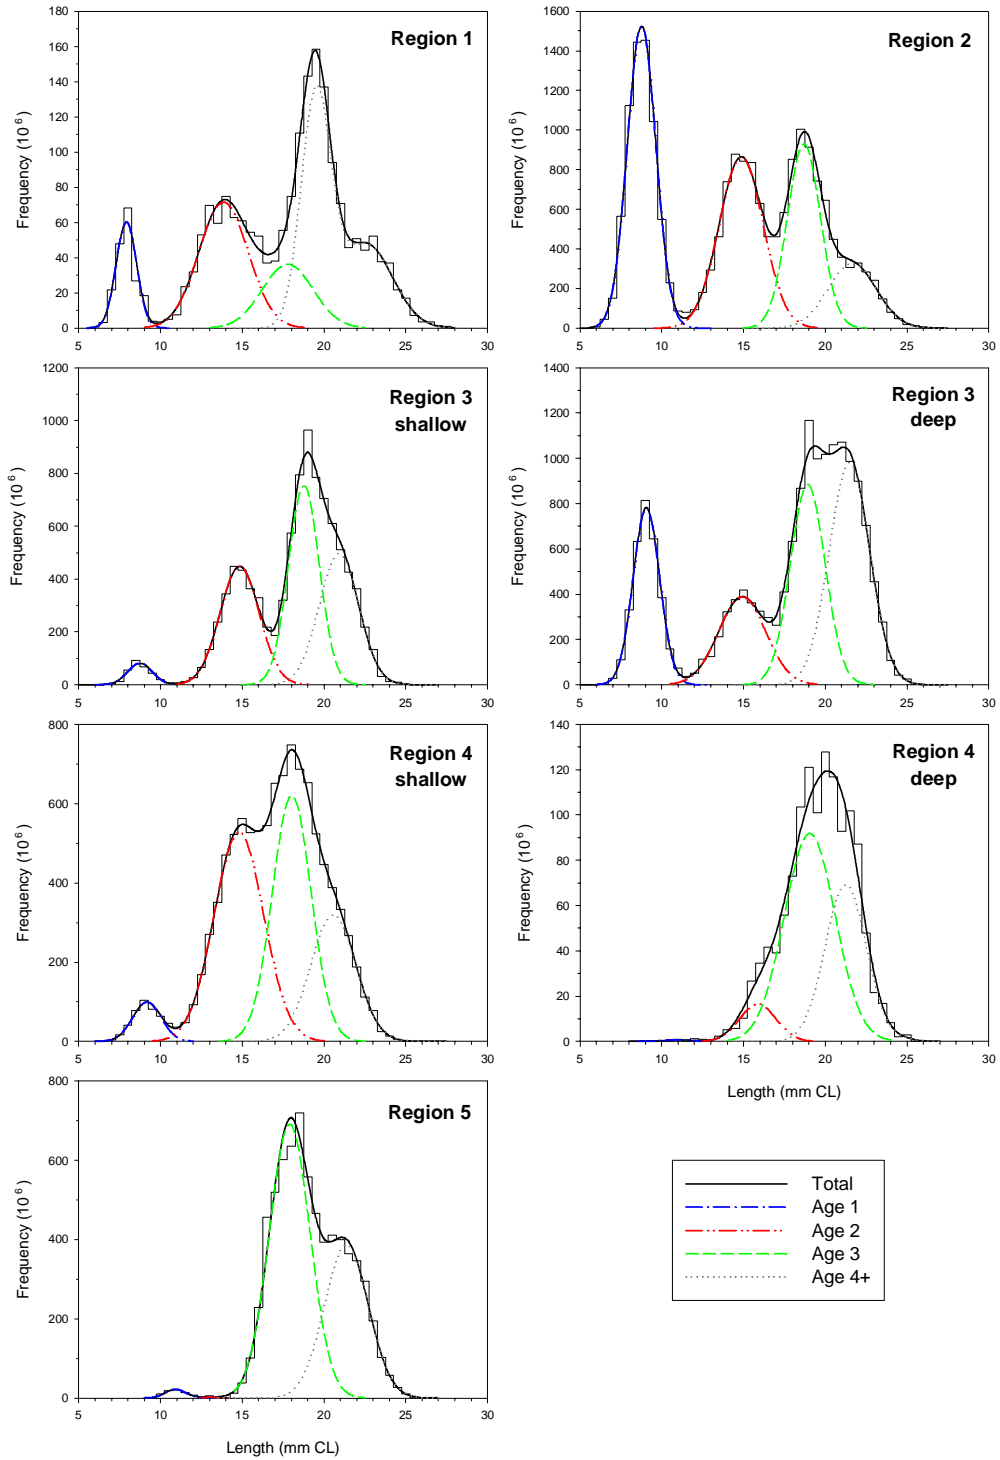 Region 1
Frequency (10⁶)
180
160
140
120
100
80
60
40
20
0
5 10 15 20 25 30
Region 2
Frequency (10⁶)
1600
1400
1200
1000
800
600
400
200
0
5 10 15 20 25 30
Region 3
shallow
Frequency (10⁶)
1200
1000
800
600
400
200
0
5 10 15 20 25 30
Region 3
deep
Frequency (10⁶)
1400
1200
1000
800
600
400
200
0
5 10 15 20 25 30
Region 4
shallow
Frequency (10⁶)
800
600
400
200
0
5 10 15 20 25 30
Region 4
deep
Frequency (10⁶)
140
120
100
80
60
40
20
0
5 10 15 20 25 30
Length (mm CL)
Region 5
Frequency (10⁶)
800
600
400
200
0
5 10 15 20 25 30
Length (mm CL)
Total
Age 1
Age 2
Age 3
Age 4+